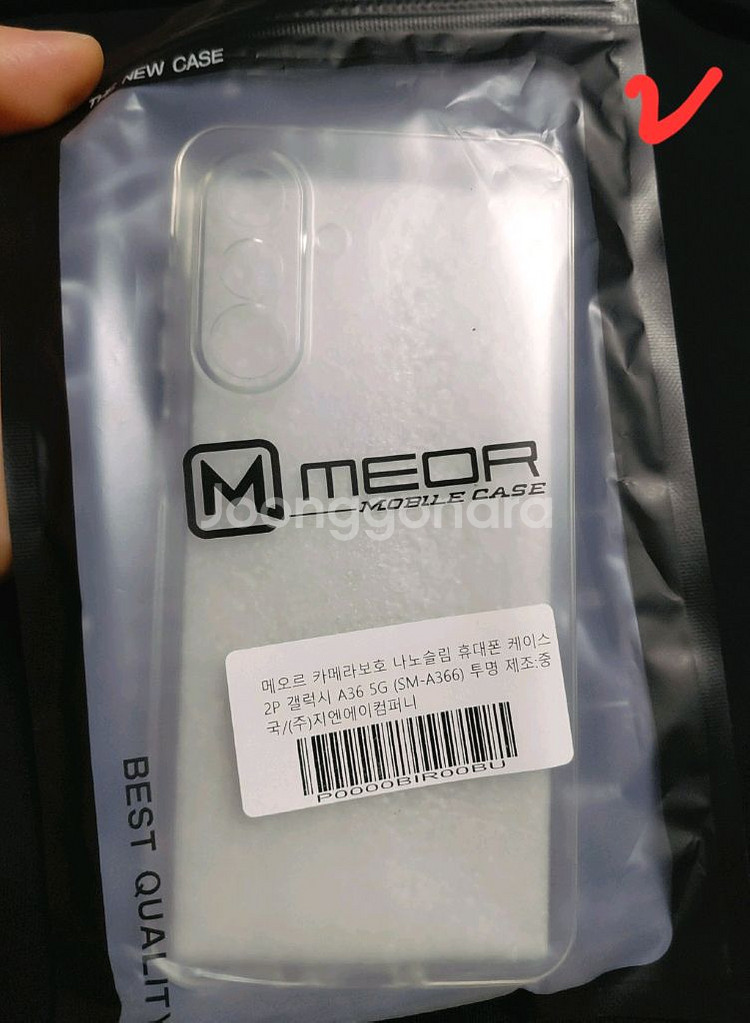 THE NEW CASE
M MEOR
MOBILE CASE
Joonggonara
메오르 카메라보호 나노슬림 휴대폰 케이스
2P 갤럭시 A36 5G (SM-A366) 투명 제조:중
국/(주)지엔에이컴퍼니
P0000BIR00BU
BEST QUALITY